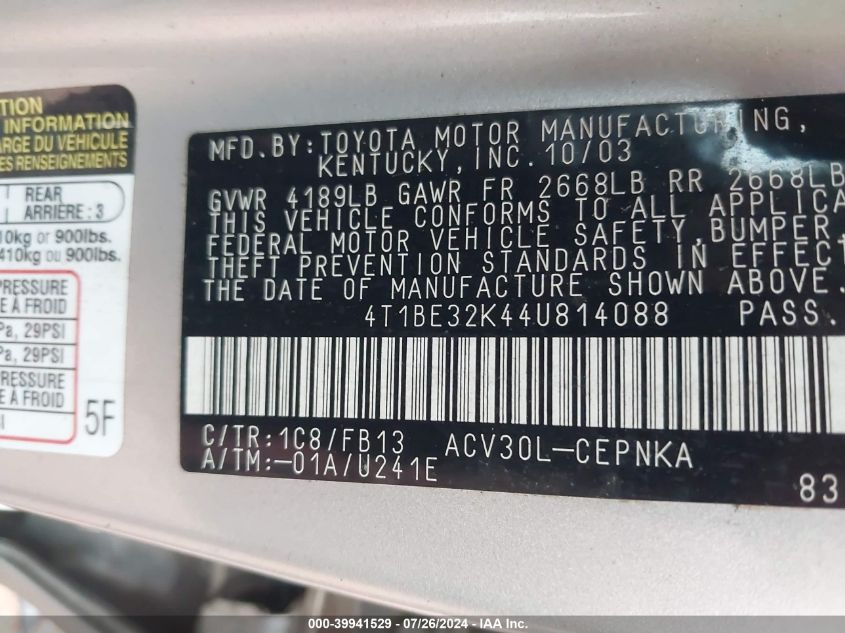 TION
INFORMATION
ARGE DU VÉHICULE
ES RENSEIGNEMENTS
REAR
ARRIÈRE : 3
10kg or 900lbs.
410kg ou 900lbs.
PRESSURE
E À FROID
Pa, 29PSI
Pa, 29PSI
PRESSURE
E À FROID
5F
MFD.BY:TOYOTA MOTOR MANUFACTURING,
KENTUCKY,INC.10/03
GVWR 4189LB GAWR FR 2668LB RR 2668LB
THIS VEHICLE CONFORMS TO ALL APPLICA
FEDERAL MOTOR VEHICLE SAFETY,BUMPER
THEFT PREVENTION STANDARDS IN EFFECT
THE DATE OF MANUFACTURE SHOWN ABOVE.
4T1BE32K44U814088 PASS.
C/TR:1C8/FB13 ACV30L-CEPNKA
A/TM:-01A/U241E
83
000-39941529 / 07/26/2024 / IAA Inc.